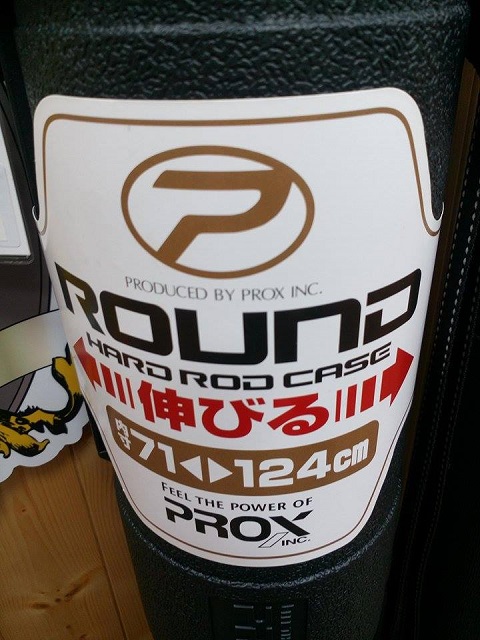 P
PRODUCED BY PROX INC.
ROUND
HARD ROD CASE
伸びる
内寸71◀▶124cm
FEEL THE POWER OF
PROX INC.